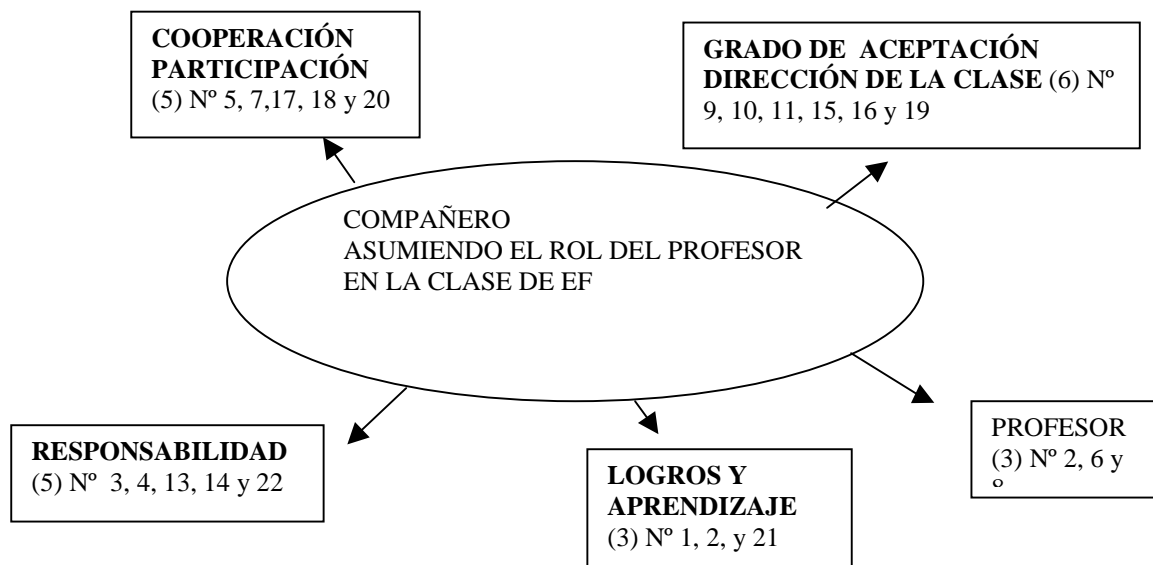 COOPERACIÓN
PARTICIPACIÓN
(5) Nº 5, 7,17, 18 y 20
GRADO DE ACEPTACIÓN
DIRECCIÓN DE LA CLASE (6) Nº
9, 10, 11, 15, 16 y 19
COMPAÑERO
ASUMIENDO EL ROL DEL PROFESOR
EN LA CLASE DE EF
RESPONSABILIDAD
(5) Nº 3, 4, 13, 14 y 22
LOGROS Y
APRENDIZAJE
(3) Nº 1, 2, y 21
PROFESOR
(3) Nº 2, 6 y